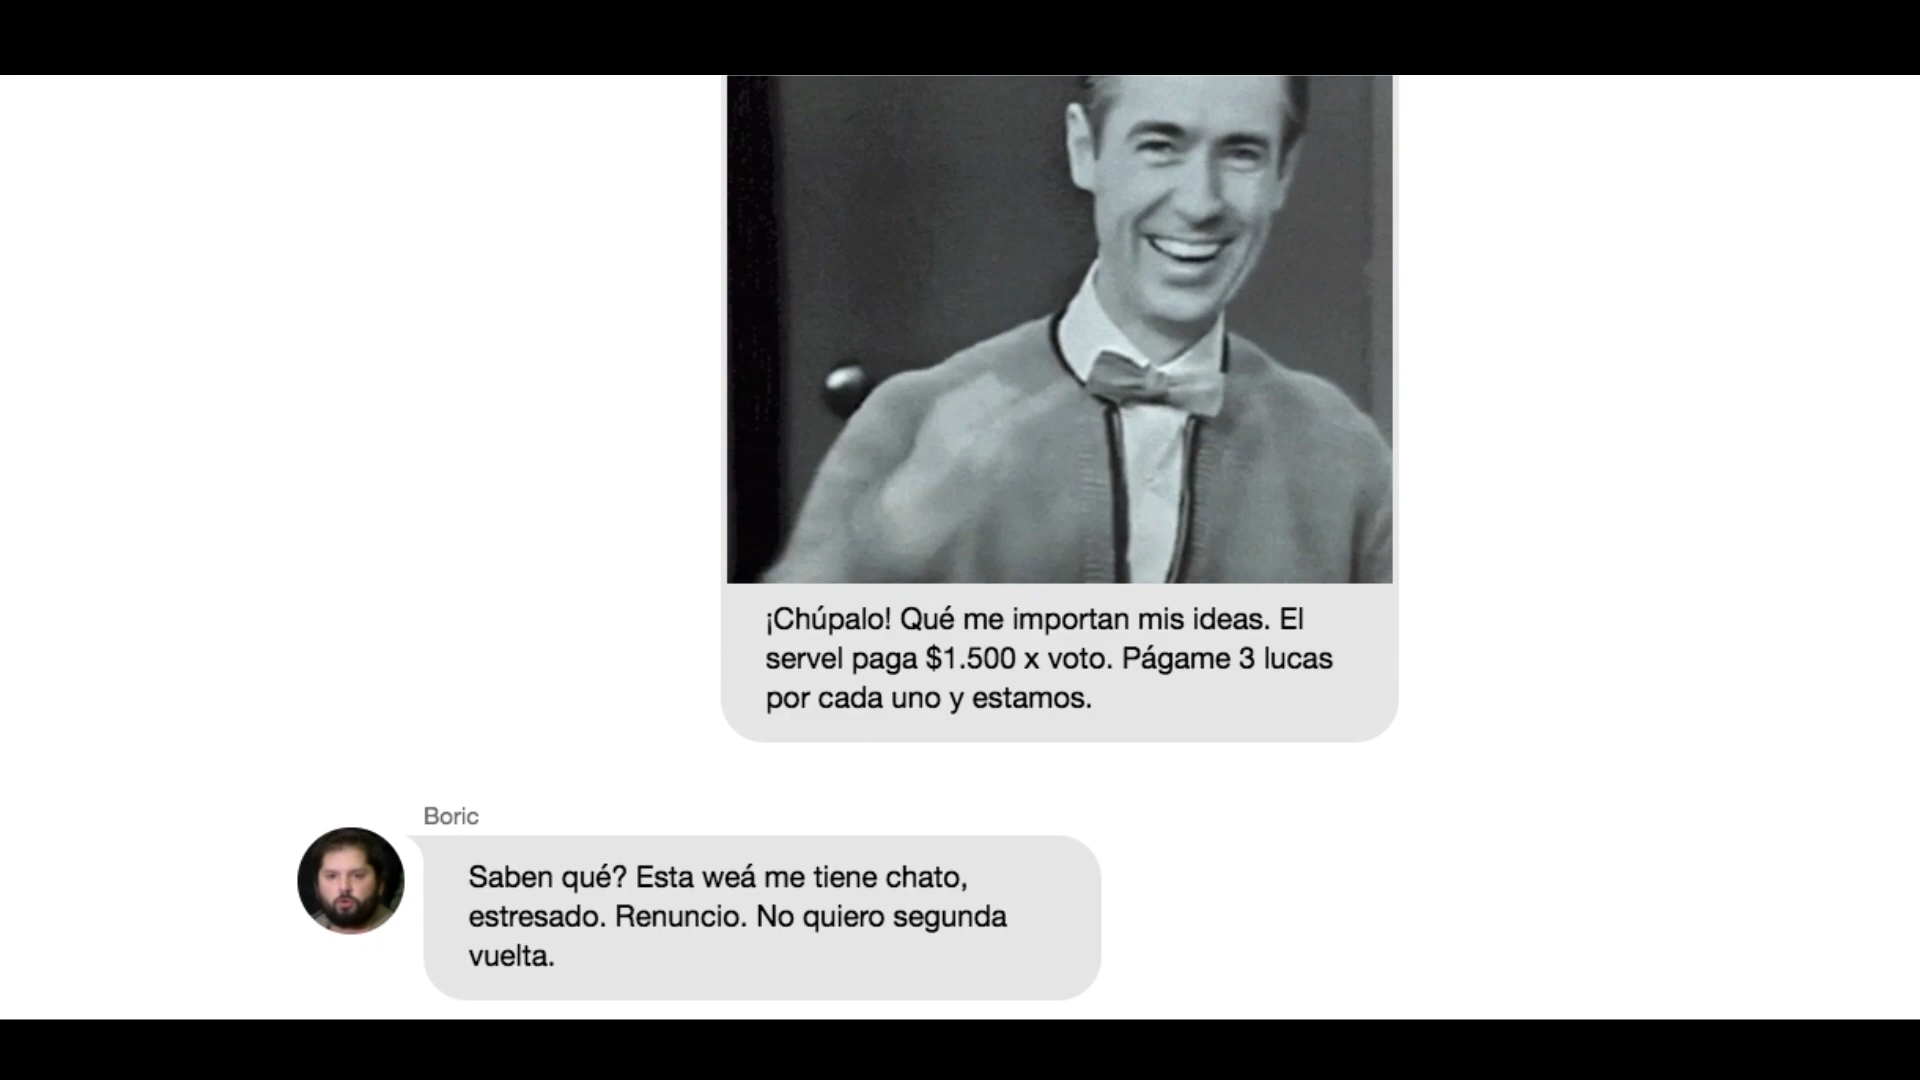 ¡Chúpalo! Qué me importan mis ideas. El
servel paga $1.500 x voto. Págame 3 lucas
por cada uno y estamos.
Boric
Saben qué? Esta weá me tiene chato,
estresado. Renuncio. No quiero segunda
vuelta.